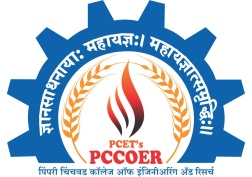 ज्ञानसाधनायाः महायज्ञः। महायज्ञात्समृद्धिः॥
PCET's
PCCOER
पिंपरी चिंचवड कॉलेज ऑफ इंजिनीअरिंग अँड रिसर्च